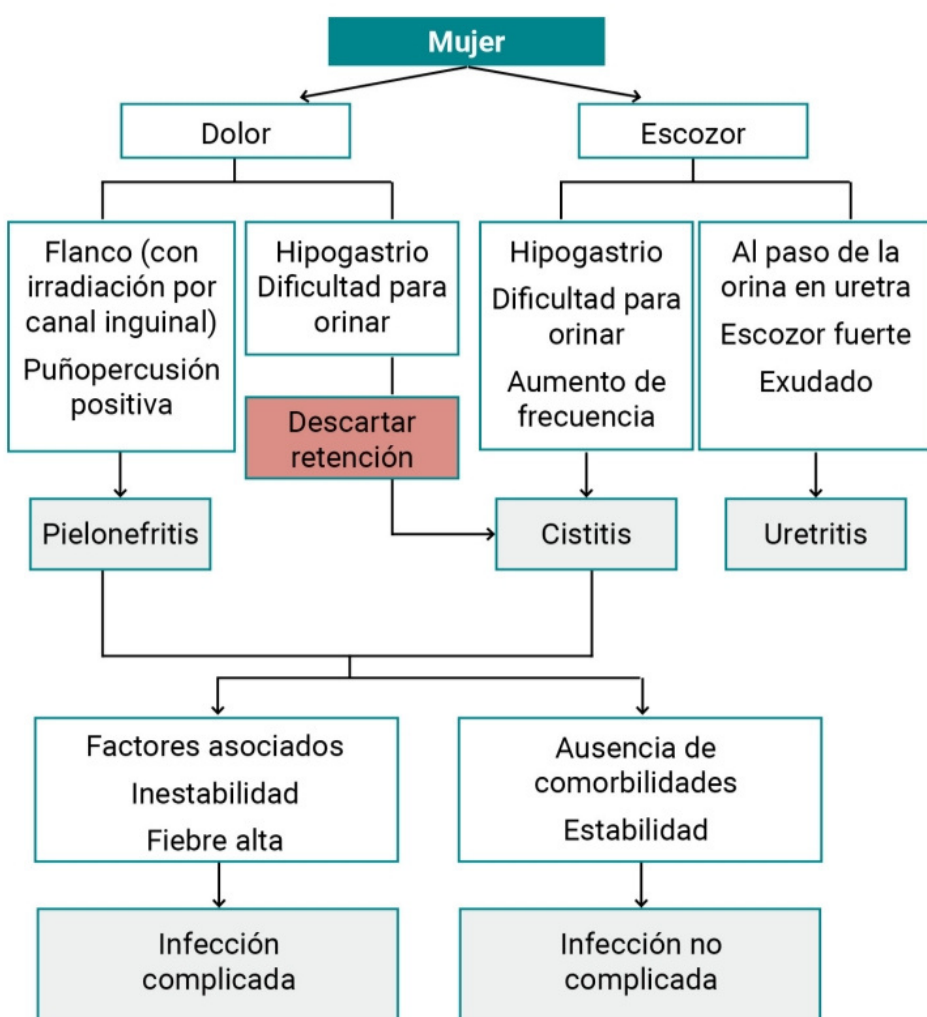 Mujer
Dolor
Escozor
Flanco (con
irradiación por
canal inguinal)
Puñopercusión
positiva
Hipogastrio
Dificultad para
orinar
Descartar
retención
Hipogastrio
Dificultad para
orinar
Aumento de
frecuencia
Al paso de la
orina en uretra
Escozor fuerte
Exudado
Pielonefritis
Cistitis
Uretritis
Factores asociados
Inestabilidad
Fiebre alta
Ausencia de
comorbilidades
Estabilidad
Infección
complicada
Infección no
complicada